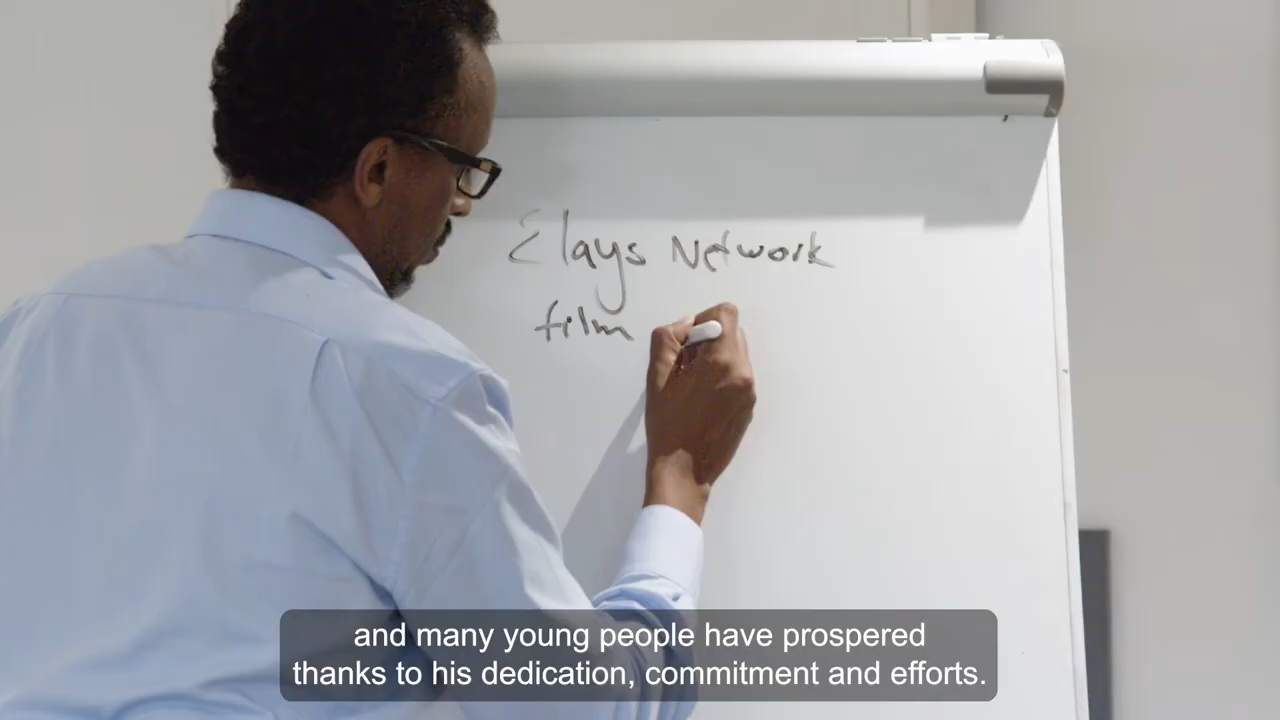 Elays Network
film
and many young people have prospered
thanks to his dedication, commitment and efforts.